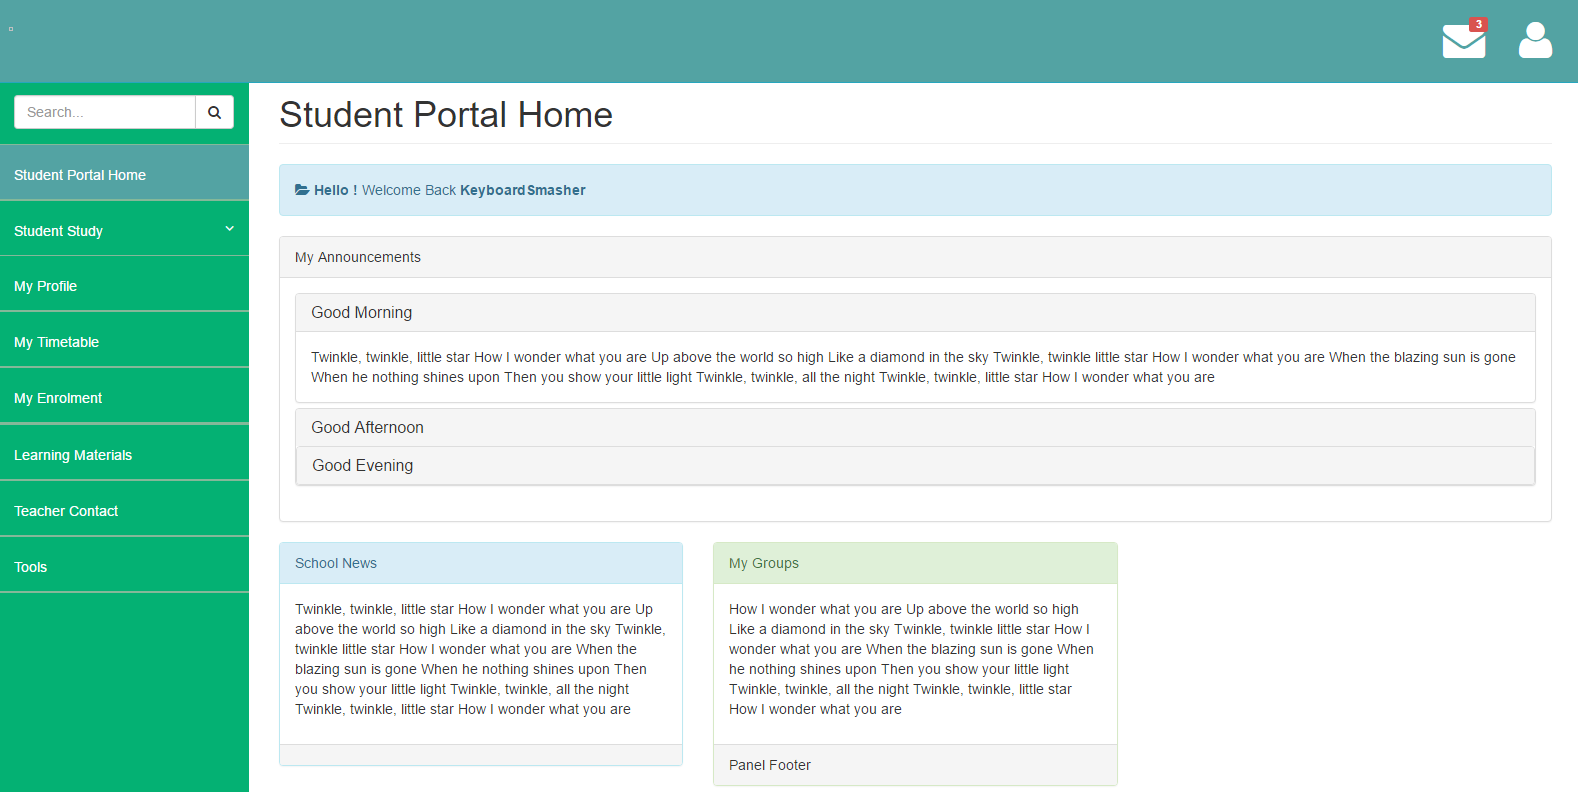 3
Search...
Student Portal Home
Student Study
My Profile
My Timetable
My Enrolment
Learning Materials
Teacher Contact
Tools
Student Portal Home
Hello ! Welcome Back KeyboardSmasher
My Announcements
Good Morning
Twinkle, twinkle, little star How I wonder what you are Up above the world so high Like a diamond in the sky Twinkle, twinkle little star How I wonder what you are When the blazing sun is gone
When he nothing shines upon Then you show your little light Twinkle, twinkle, all the night Twinkle, twinkle, little star How I wonder what you are
Good Afternoon
Good Evening
School News
Twinkle, twinkle, little star How I wonder what you are Up
above the world so high Like a diamond in the sky Twinkle,
twinkle little star How I wonder what you are When the
blazing sun is gone When he nothing shines upon Then
you show your little light Twinkle, twinkle, all the night
Twinkle, twinkle, little star How I wonder what you are
My Groups
How I wonder what you are Up above the world so high
Like a diamond in the sky Twinkle, twinkle little star How I
wonder what you are When the blazing sun is gone When
he nothing shines upon Then you show your little light
Twinkle, twinkle, all the night Twinkle, twinkle, little star
How I wonder what you are
Panel Footer